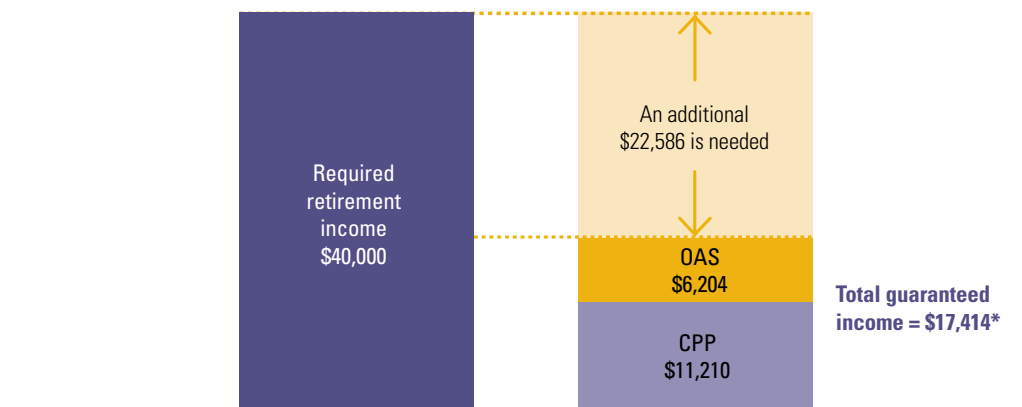 Required
retirement
income
$40,000
An additional
$22,586 is needed
OAS
$6,204
CPP
$11,210
Total guaranteed
income = $17,414*